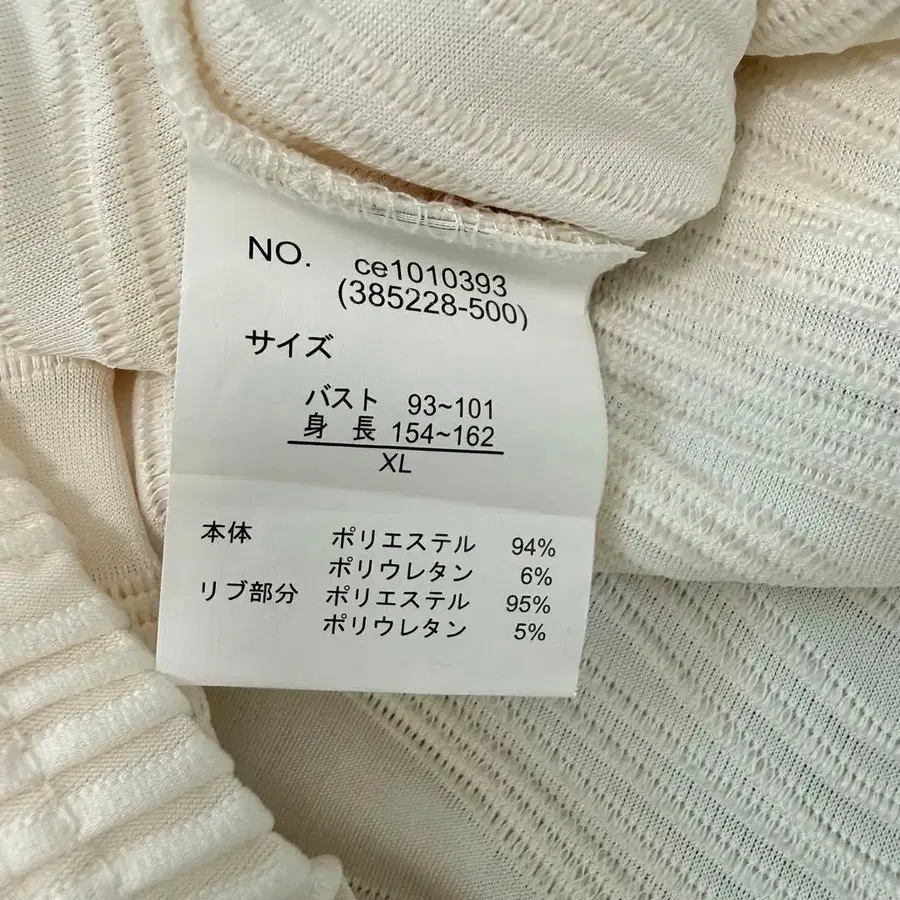 NO. ce1010393
(385228-500)
サイズ
バスト 93~101
身 長 154~162
XL
本体 ポリエステル 94%
ポリウレタン 6%
リブ部分 ポリエステル 95%
ポリウレタン 5%